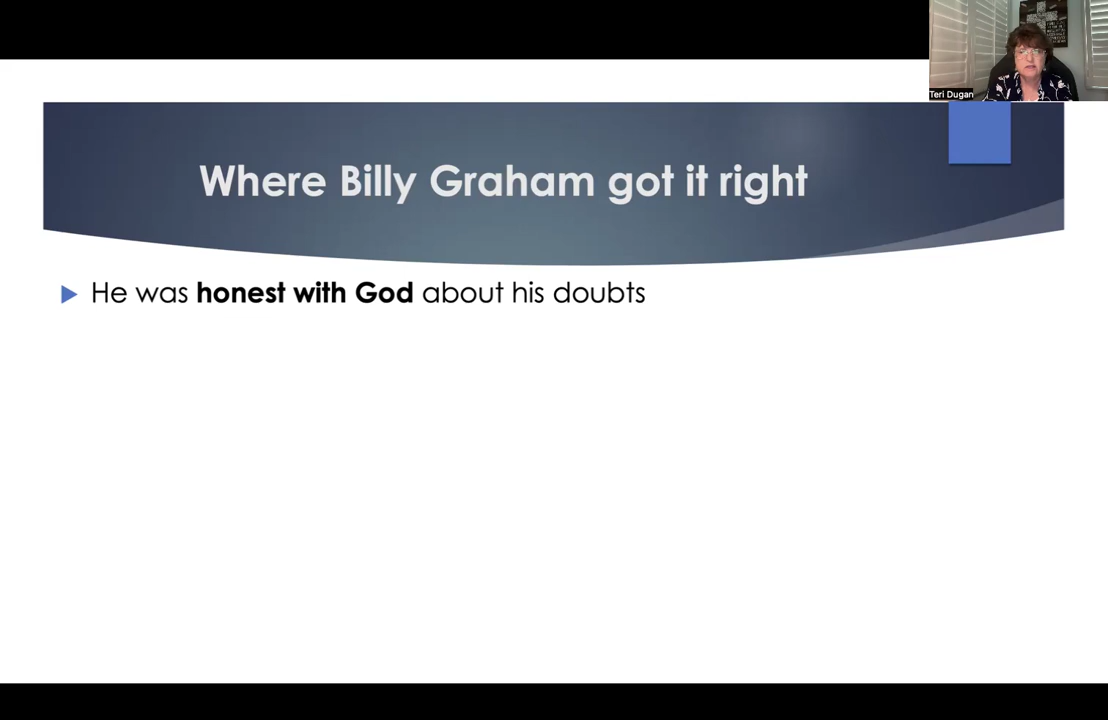 Teri Dugan
Where Billy Graham got it right
He was honest with God about his doubts